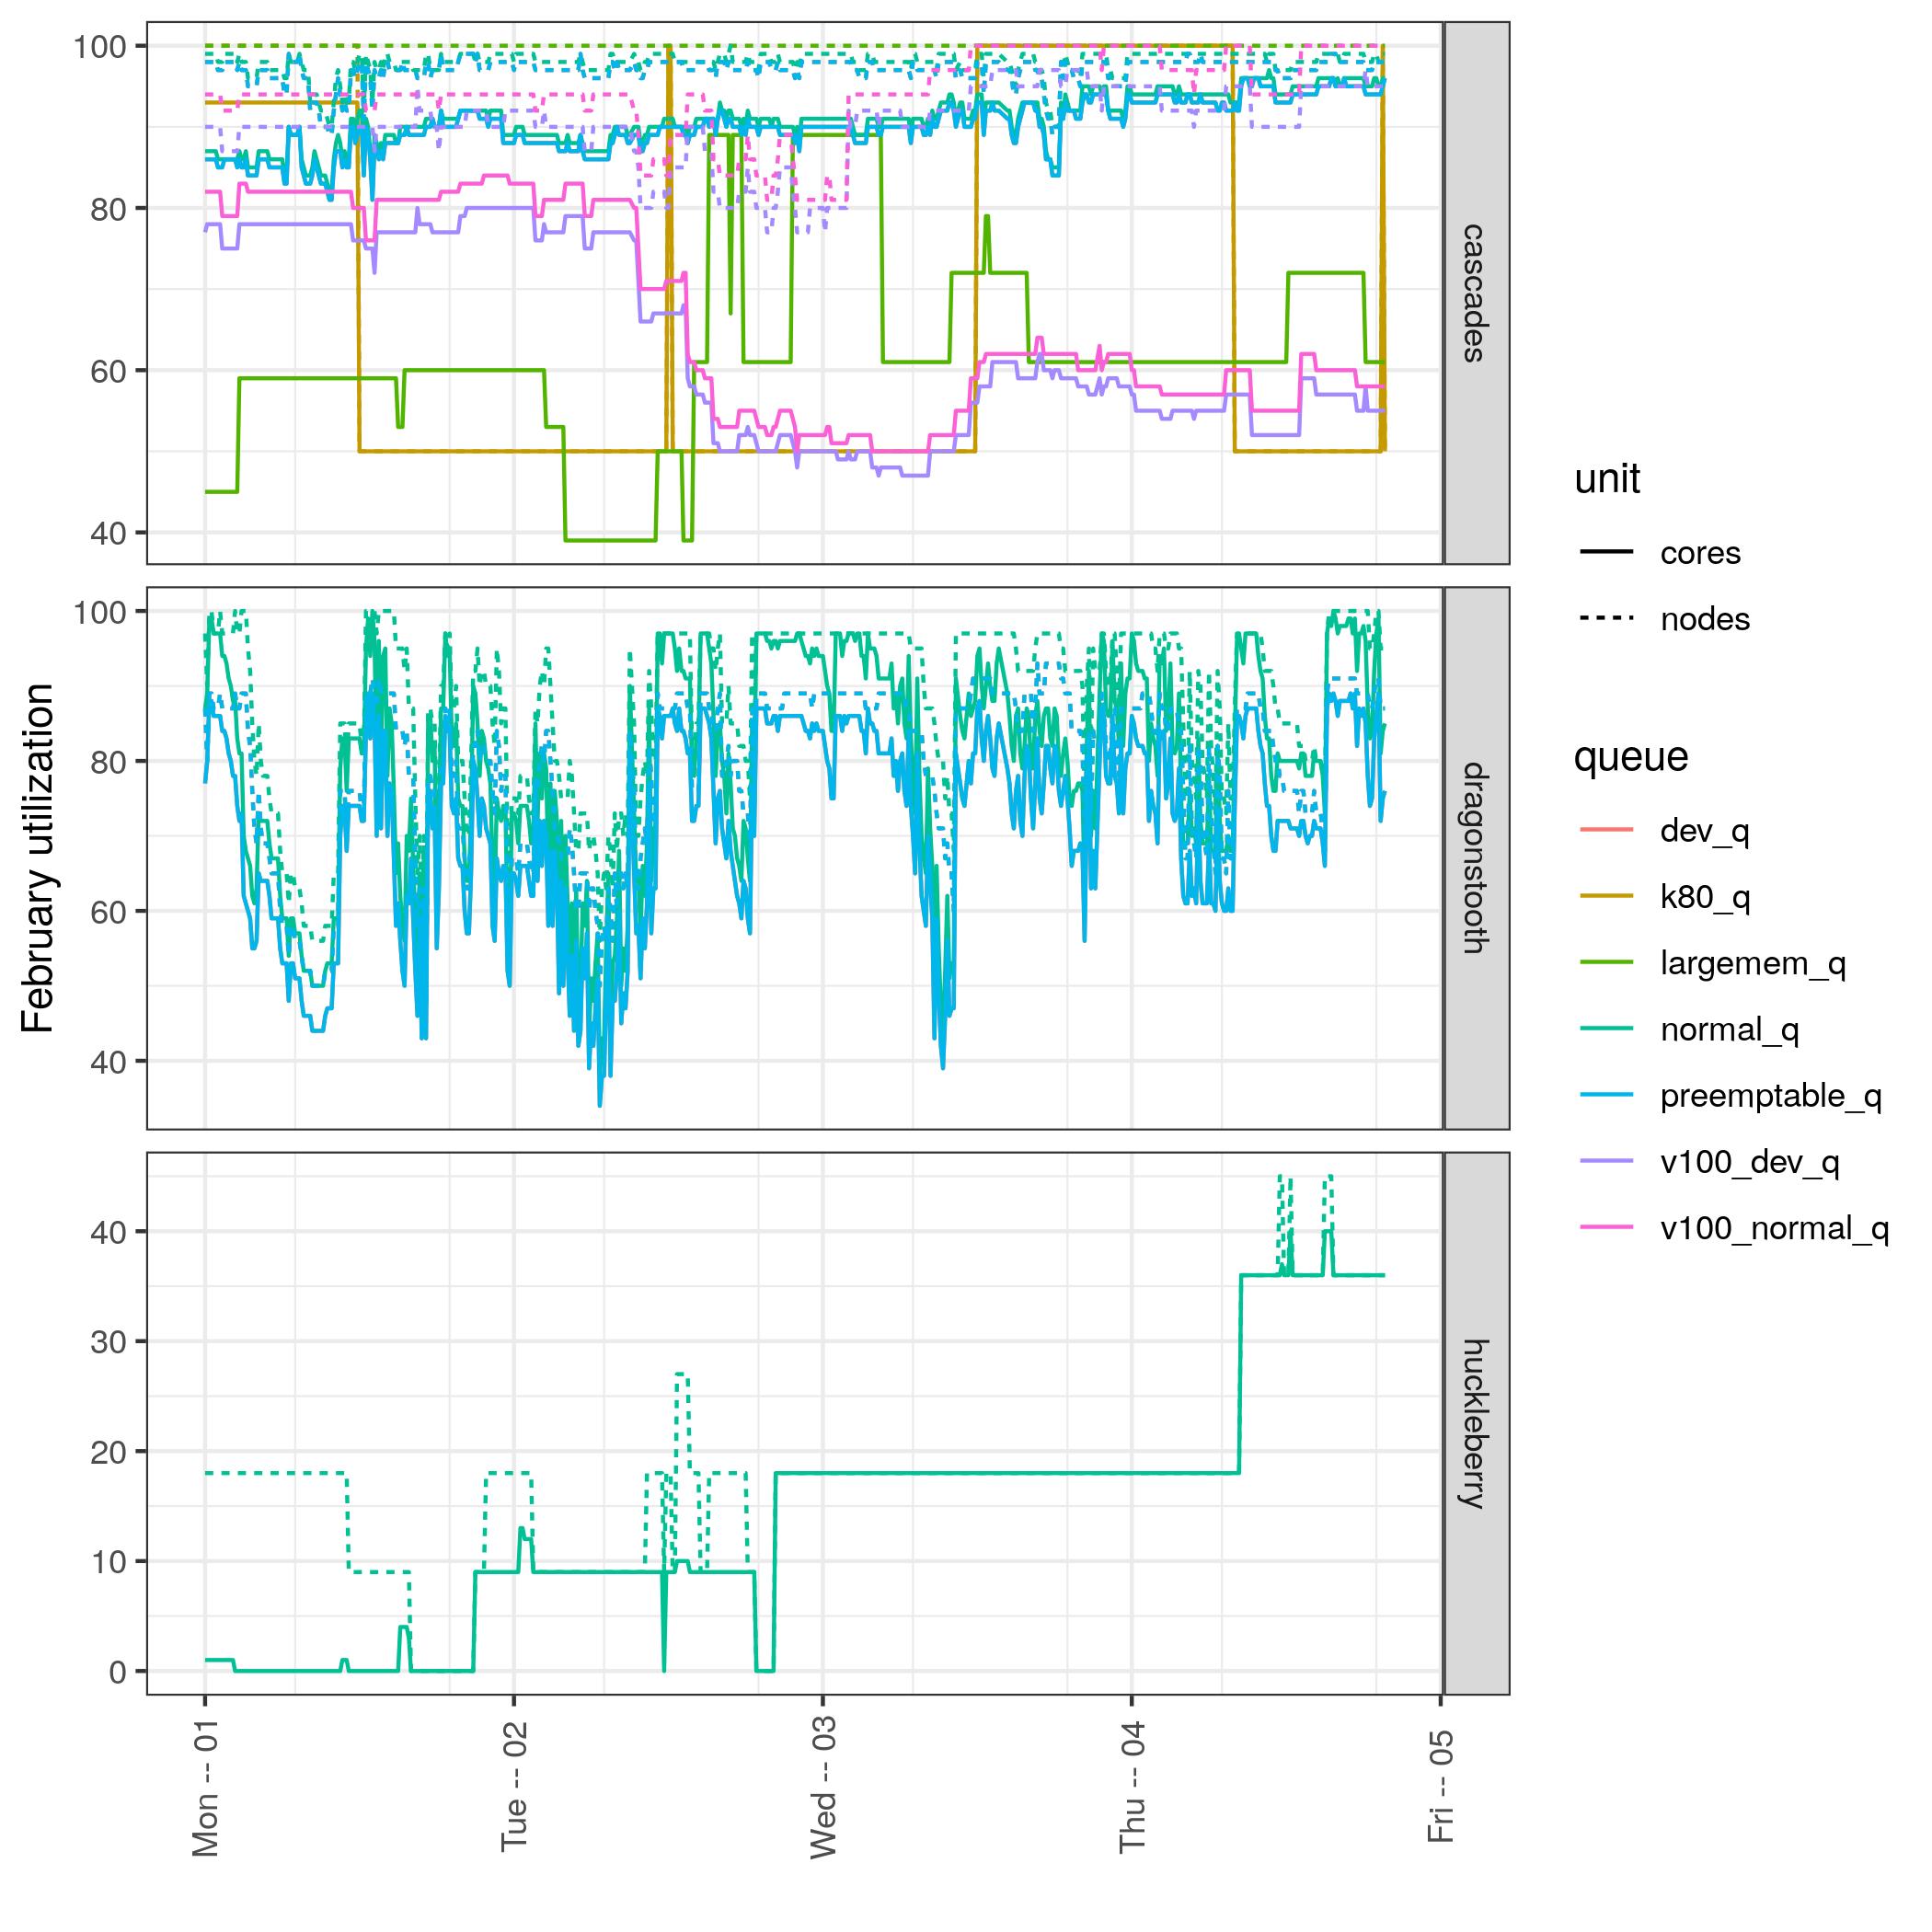 February utilization
100
80
60
40
cascades
100
80
60
40
dragonstooth
40
30
20
10
0
huckleberry
Mon -- 01
Tue -- 02
Wed -- 03
Thu -- 04
Fri -- 05
unit
cores
nodes
queue
dev_q
k80_q
largemem_q
normal_q
preemptable_q
v100_dev_q
v100_normal_q